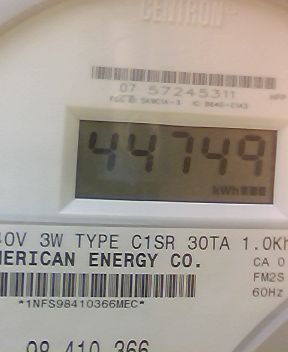 CENTRON
07 57245311
44749
kWh
40V 3W TYPE C1SR 30TA 1.0Kh
MERICAN ENERGY CO.
CA 0
FM2S
60Hz
*1NFS98410366MEC*
98 410 366